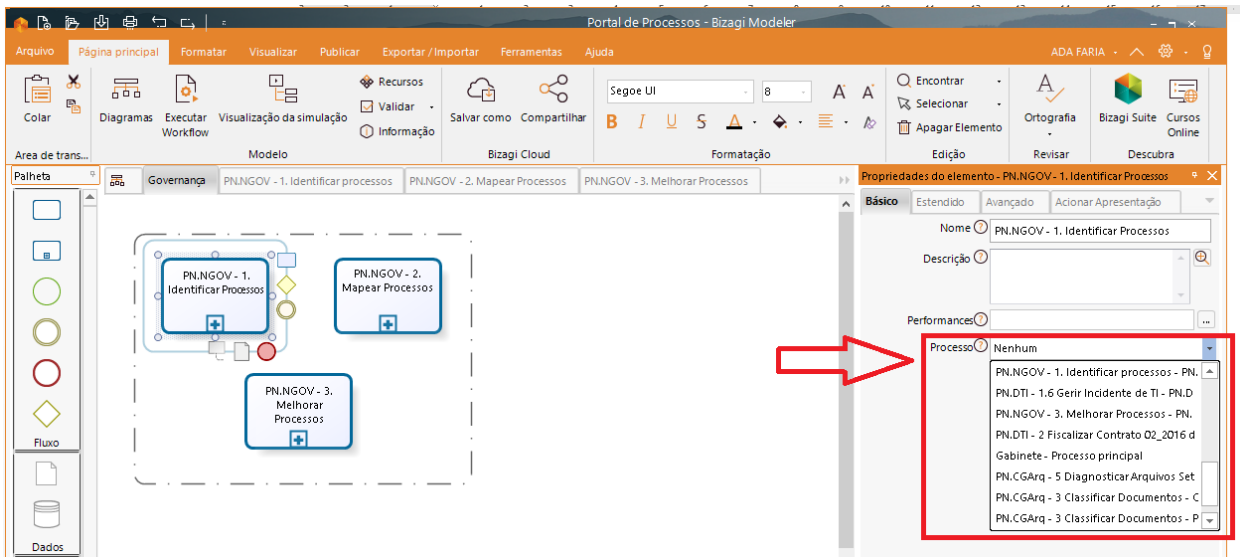 Portal de Processos - Bizagi Modeler
Arquivo Página principal Formatar Visualizar Publicar Exportar / Importar Ferramentas Ajuda ADA FARIA
Colar
Diagramas
Executar
Workflow
Visualização da simulação
Recursos
Validar
Informação
Salvar como
Compartilhar
Segoe UI 8 A A
B I U S A
Encontrar
Selecionar
Apagar Elemento
Ortografia
Bizagi Suite
Cursos
Online
Area de trans... Modelo Bizagi Cloud Formatação Edição Revisar Descubra
Palheta
Fluxo
Dados
Governança PN.NGOV - 1. Identificar processos PN.NGOV - 2. Mapear Processos PN.NGOV - 3. Melhorar Processos
PN.NGOV - 1.
Identificar Processos
PN.NGOV - 2.
Mapear Processos
PN.NGOV - 3.
Melhorar
Processos
Propriedades do elemento - PN.NGOV - 1. Identificar Processos
Básico Estendido Avançado Acionar Apresentação
Nome PN.NGOV - 1. Identificar Processos
Descrição
Performances ...
Processo Nenhum
PN.NGOV - 1. Identificar processos - PN.
PN.DTI - 1.6 Gerir Incidente de TI - PN.D
PN.NGOV - 3. Melhorar Processos - PN.
PN.DTI - 2 Fiscalizar Contrato 02_2016 d
Gabinete - Processo principal
PN.CGArq - 5 Diagnosticar Arquivos Set
PN.CGArq - 3 Classificar Documentos - C
PN.CGArq - 3 Classificar Documentos - P